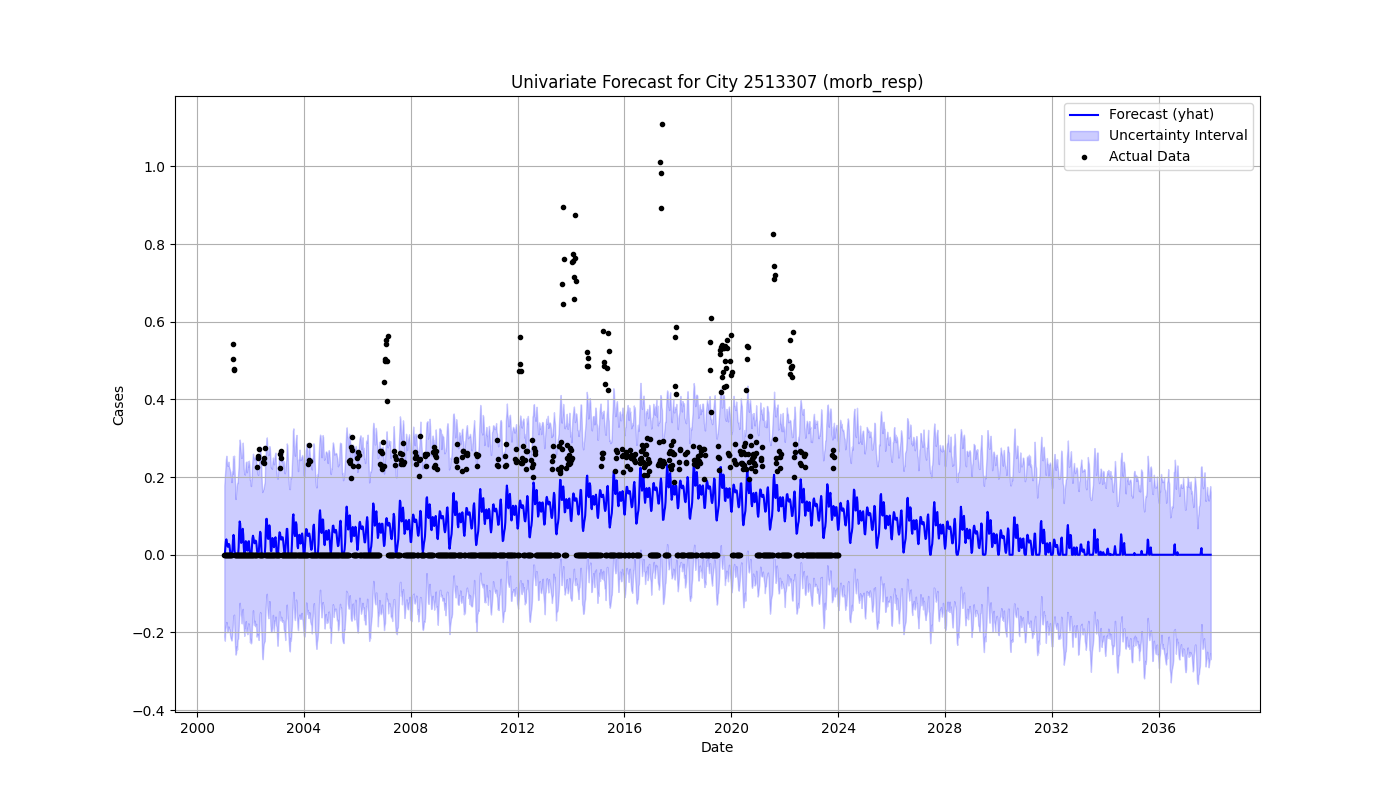 Univariate Forecast for City 2513307 (morb_resp)
Forecast (yhat)
Uncertainty Interval
Actual Data
Cases
1.0
0.8
0.6
0.4
0.2
0.0
−0.2
−0.4
2000 2004 2008 2012 2016 2020 2024 2028 2032 2036
Date